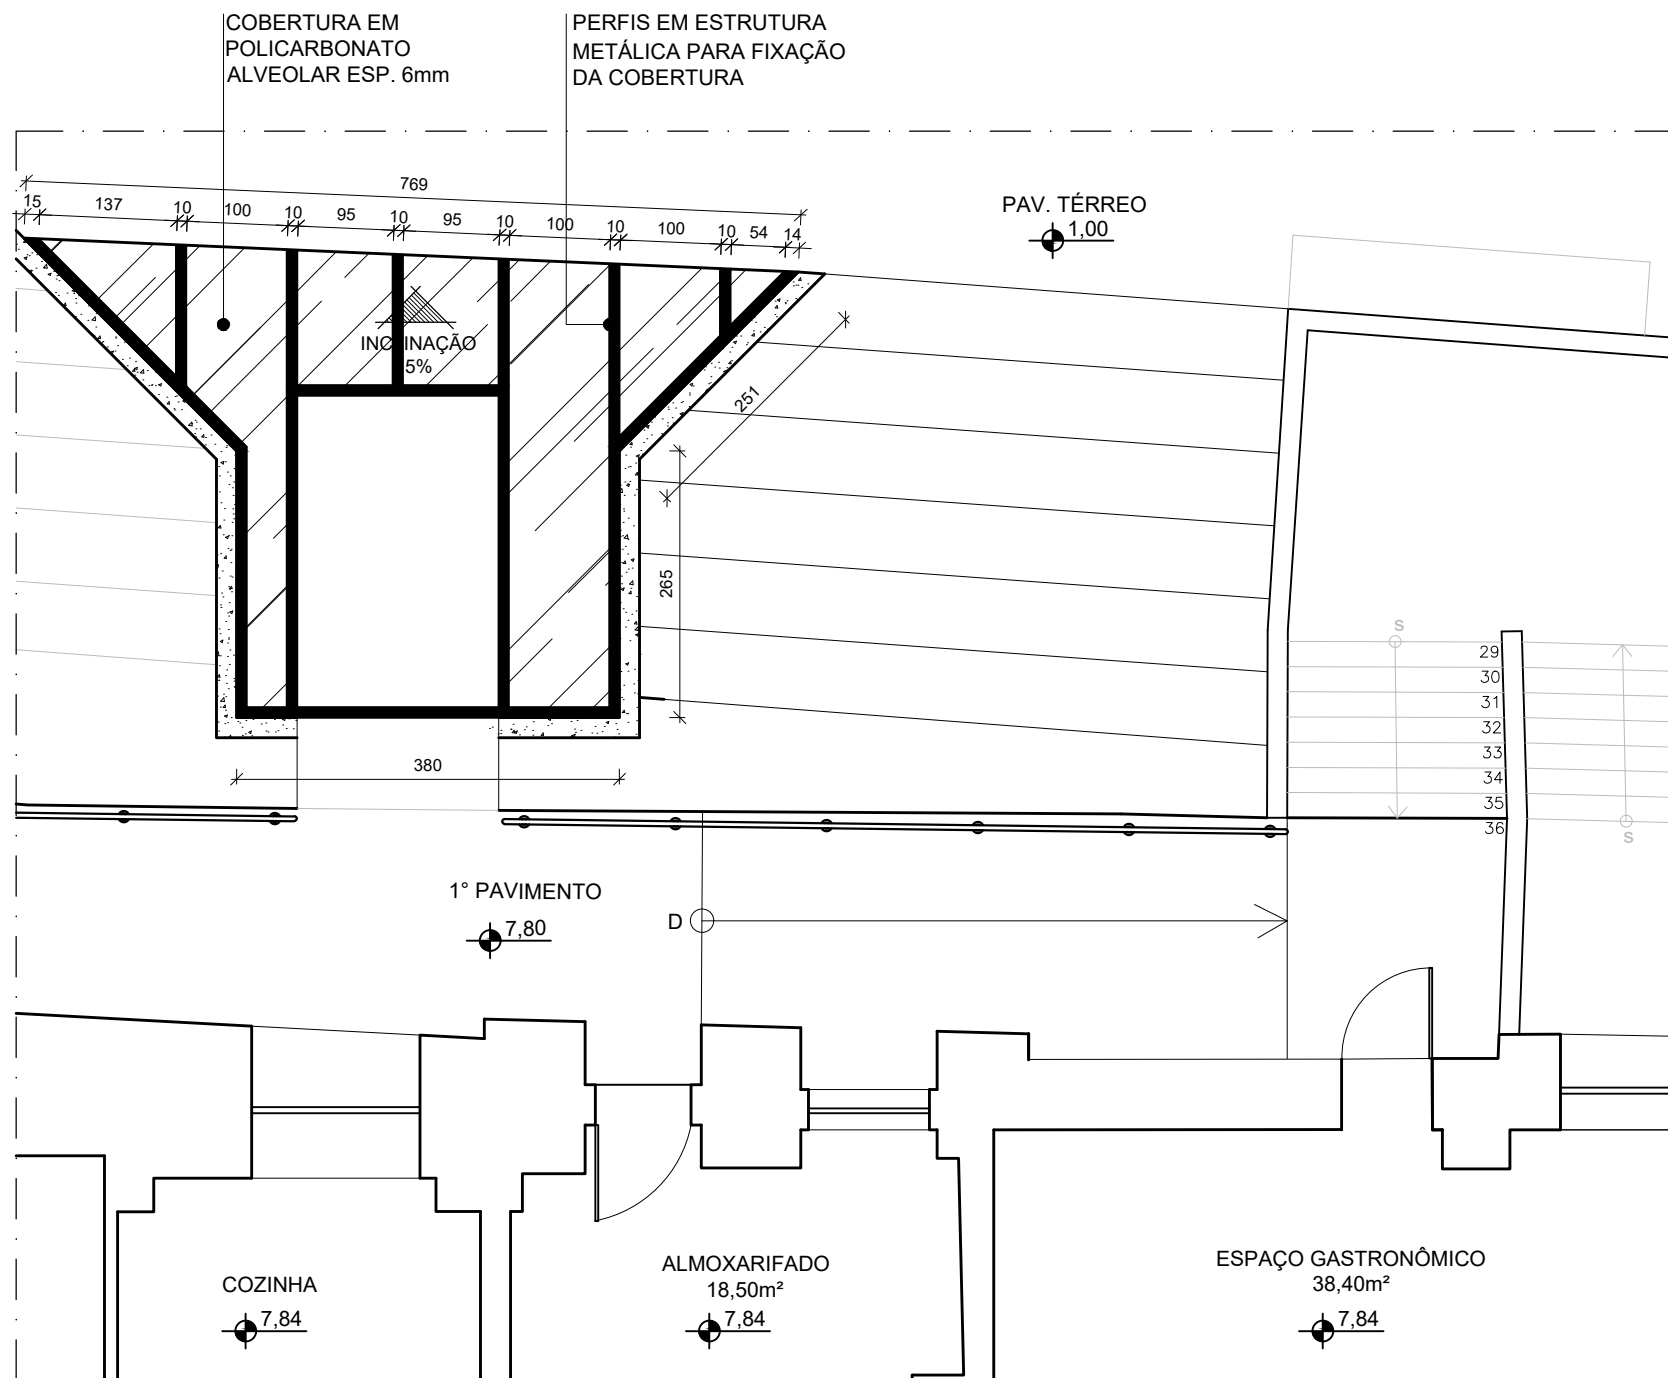 COBERTURA EM
POLICARBONATO
ALVEOLAR ESP. 6mm
PERFIS EM ESTRUTURA
METÁLICA PARA FIXAÇÃO
DA COBERTURA
769
15 137 10 100 10 95 10 95 10 100 10 100 10 54 14
PAV. TÉRREO
1,00
INCLINAÇÃO
5%
251
265
380
S
29
30
31
32
33
34
35
36
S
1° PAVIMENTO
7,80
D
COZINHA
7,84
ALMOXARIFADO
18,50m²
7,84
ESPAÇO GASTRONÔMICO
38,40m²
7,84